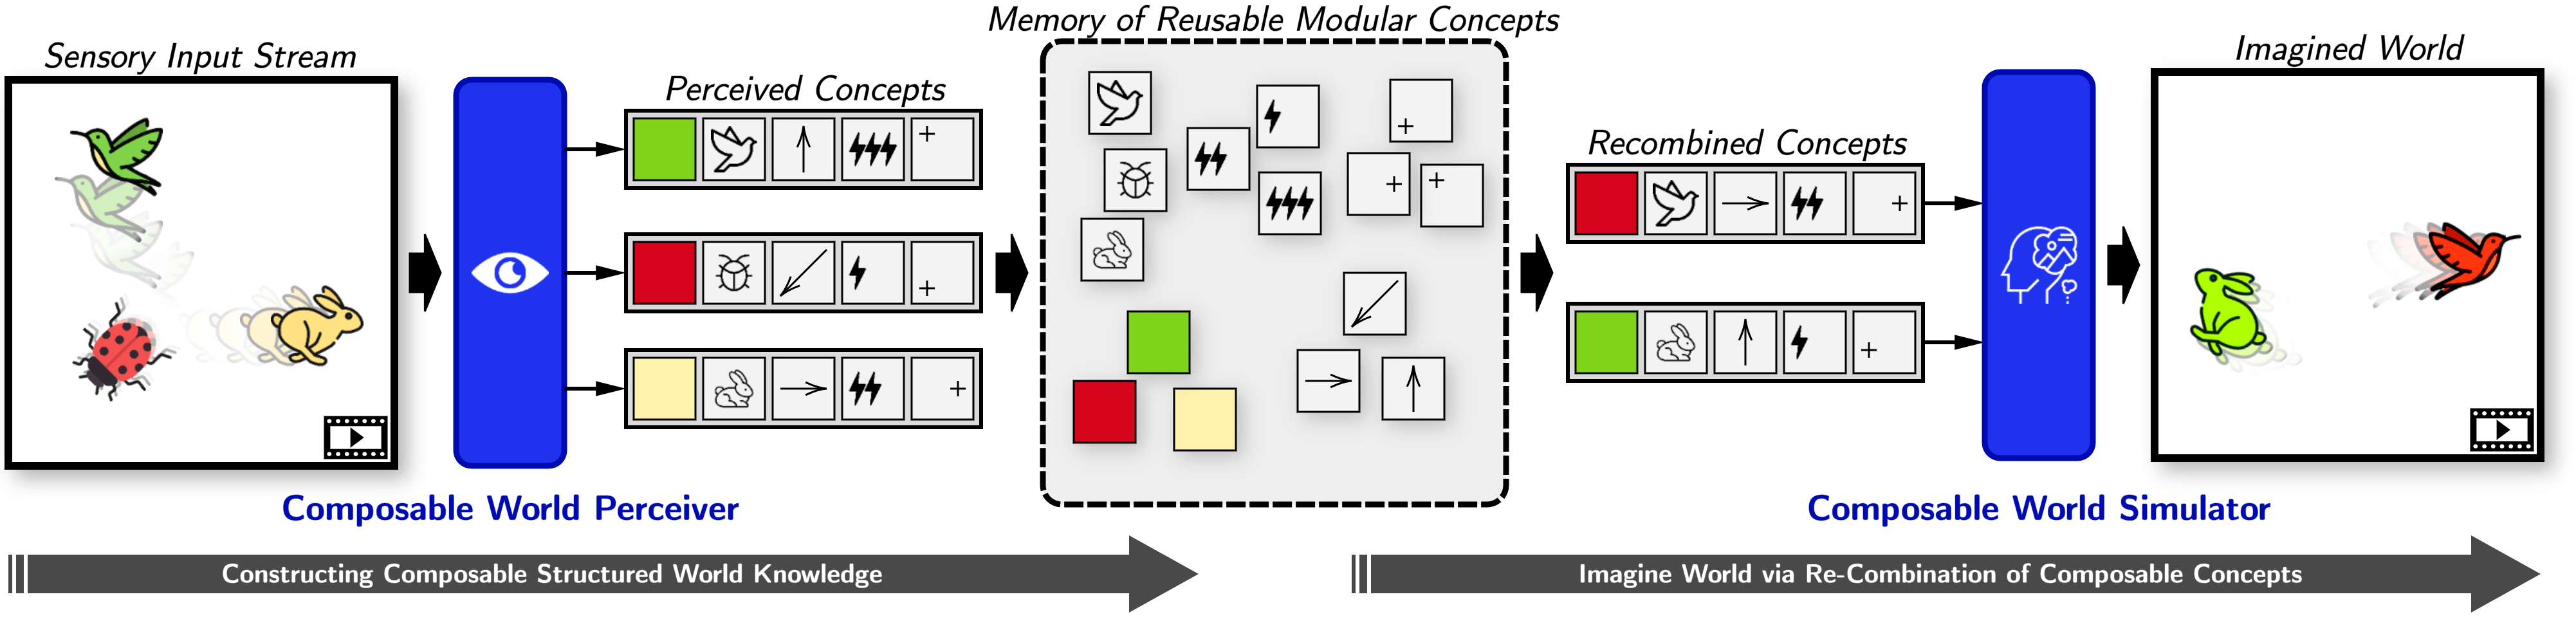 Memory of Reusable Modular Concepts
Sensory Input Stream
Imagined World
Perceived Concepts
Recombined Concepts
Composable World Perceiver
Composable World Simulator
Constructing Composable Structured World Knowledge
Imagine World via Re-Combination of Composable Concepts